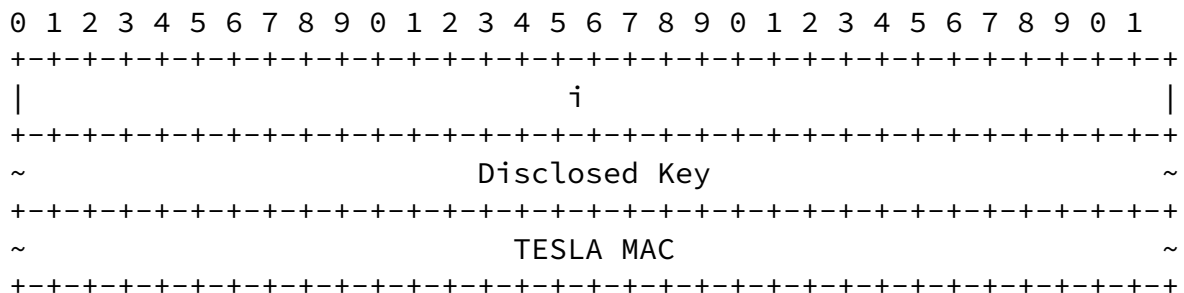 0 1 2 3 4 5 6 7 8 9 0 1 2 3 4 5 6 7 8 9 0 1 2 3 4 5 6 7 8 9 0 1
+-+-+-+-+-+-+-+-+-+-+-+-+-+-+-+-+-+-+-+-+-+-+-+-+-+-+-+-+-+-+-+-+
|                               i                               |
+-+-+-+-+-+-+-+-+-+-+-+-+-+-+-+-+-+-+-+-+-+-+-+-+-+-+-+-+-+-+-+-+
~                         Disclosed Key                         ~
+-+-+-+-+-+-+-+-+-+-+-+-+-+-+-+-+-+-+-+-+-+-+-+-+-+-+-+-+-+-+-+-+
~                           TESLA MAC                           ~
+-+-+-+-+-+-+-+-+-+-+-+-+-+-+-+-+-+-+-+-+-+-+-+-+-+-+-+-+-+-+-+-+